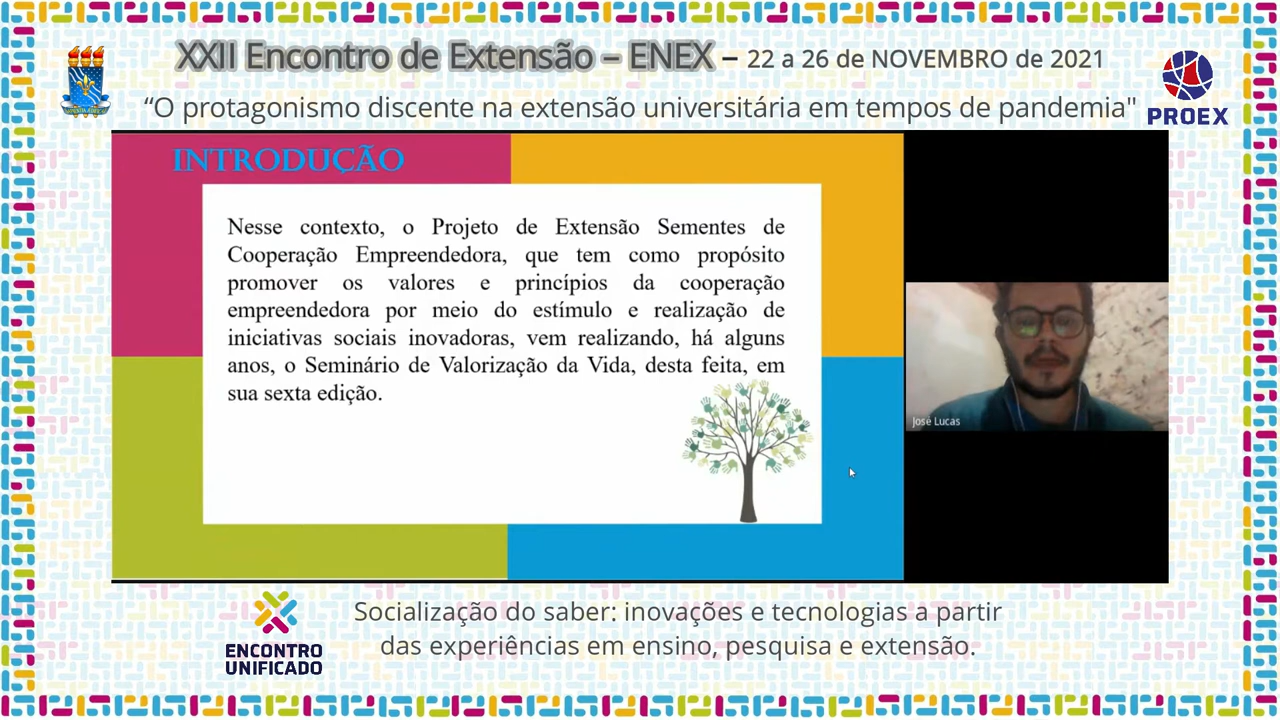 XXII Encontro de Extensão – ENEX – 22 a 26 de NOVEMBRO de 2021
“O protagonismo discente na extensão universitária em tempos de pandemia"
PROEX
INTRODUÇÃO
Nesse contexto, o Projeto de Extensão Sementes de
Cooperação Empreendedora, que tem como propósito
promover os valores e princípios da cooperação
empreendedora por meio do estímulo e realização de
iniciativas sociais inovadoras, vem realizando, há alguns
anos, o Seminário de Valorização da Vida, desta feita, em
sua sexta edição.
José Lucas
ENCONTRO
UNIFICADO
Socialização do saber: inovações e tecnologias a partir
das experiências em ensino, pesquisa e extensão.